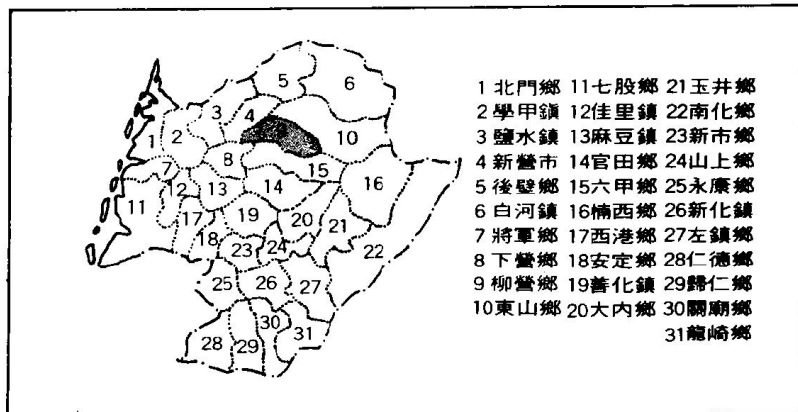 5
6
3
4
2
1
10
8
7
15
12
13
14
16
11
17
19
20
21
18
23
24
22
25
26
27
30
31
28
29
1 北門鄉 11 七股鄉 21 玉井鄉
2 學甲鎮 12 佳里鎮 22 南化鄉
3 鹽水鎮 13 麻豆鎮 23 新市鄉
4 新營市 14 官田鄉 24 山上鄉
5 後壁鄉 15 六甲鄉 25 永康鄉
6 白河鎮 16 楠西鄉 26 新化鎮
7 將軍鄉 17 西港鄉 27 左鎮鄉
8 下營鄉 18 安定鄉 28 仁德鄉
9 柳營鄉 19 善化鎮 29 歸仁鄉
10 東山鄉 20 大內鄉 30 關廟鄉
31 龍崎鄉